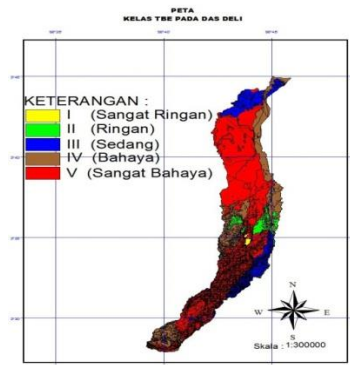 PETA
KELAS TBE PADA DAS DELI
KETERANGAN :
I (Sangat Ringan)
II (Ringan)
III (Sedang)
IV (Bahaya)
V (Sangat Bahaya)
N
W E
S
Skala : 1:300000